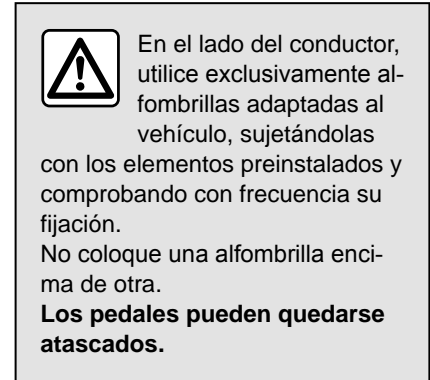 En el lado del conductor,
utilice exclusivamente al-
fombrillas adaptadas al
vehículo, sujetándolas
con los elementos preinstalados y
comprobando con frecuencia su
fijación.
No coloque una alfombrilla enci-
ma de otra.
Los pedales pueden quedarse
atascados.